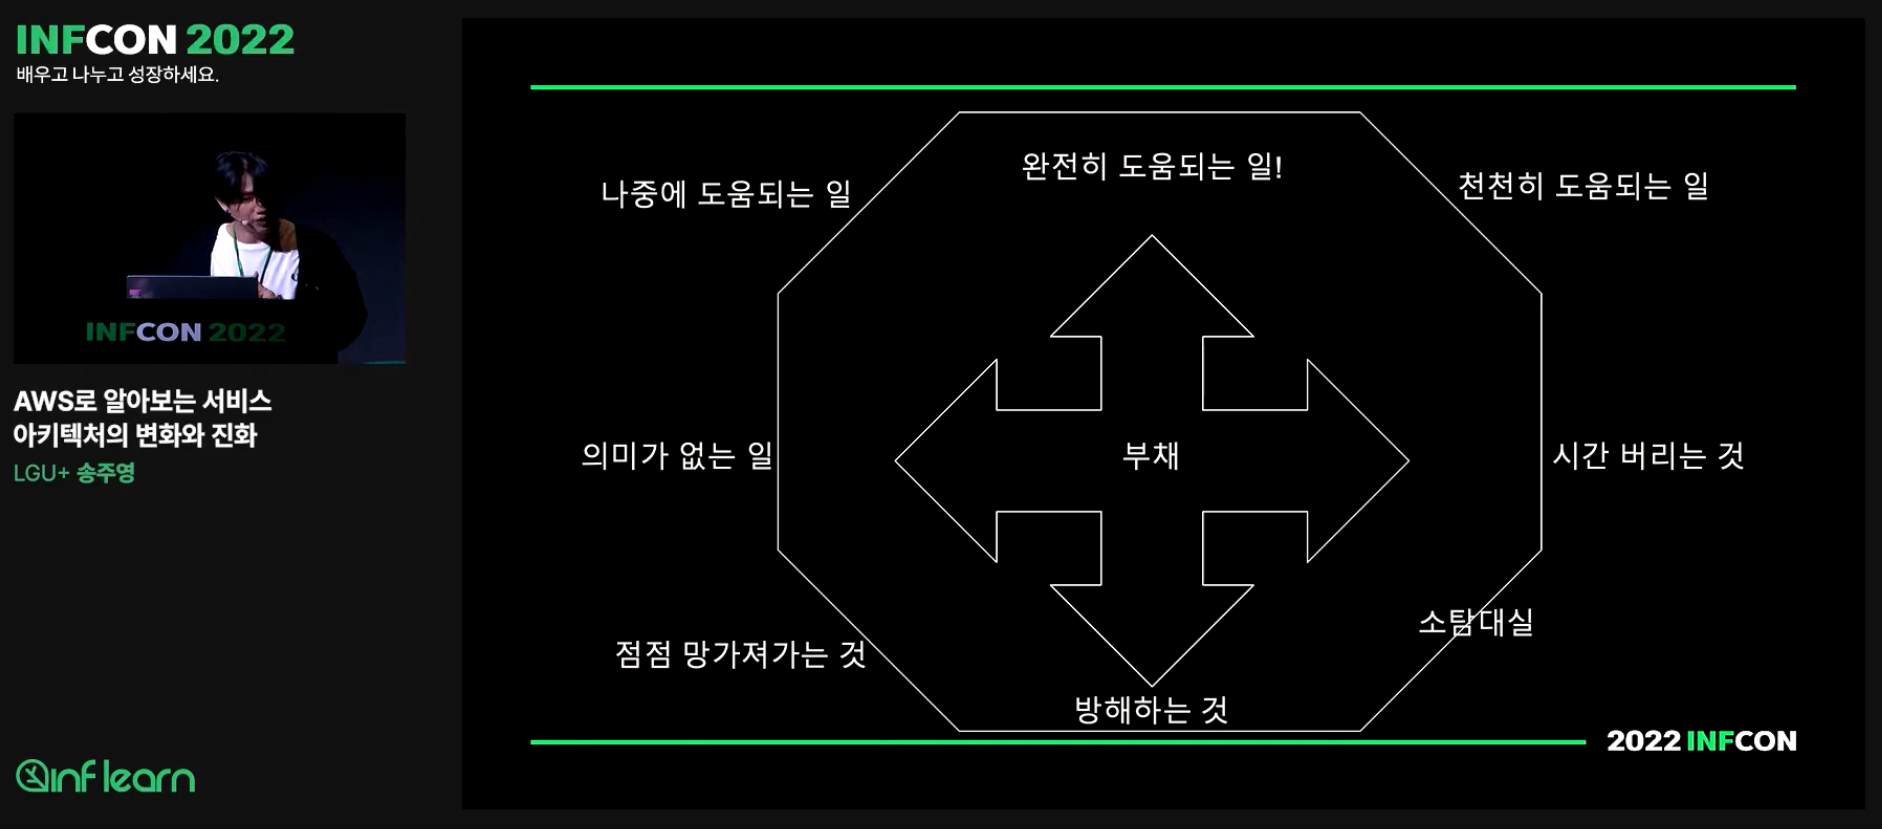 INFCON 2022
배우고 나누고 성장하세요.
INFCON 2022
AWS로 알아보는 서비스
아키텍처의 변화와 진화
LGU+ 송주영
inflearn
완전히 도움되는 일!
나중에 도움되는 일
천천히 도움되는 일
의미가 없는 일
부채
시간 버리는 것
점점 망가져가는 것
소탐대실
방해하는 것
2022 INFCON